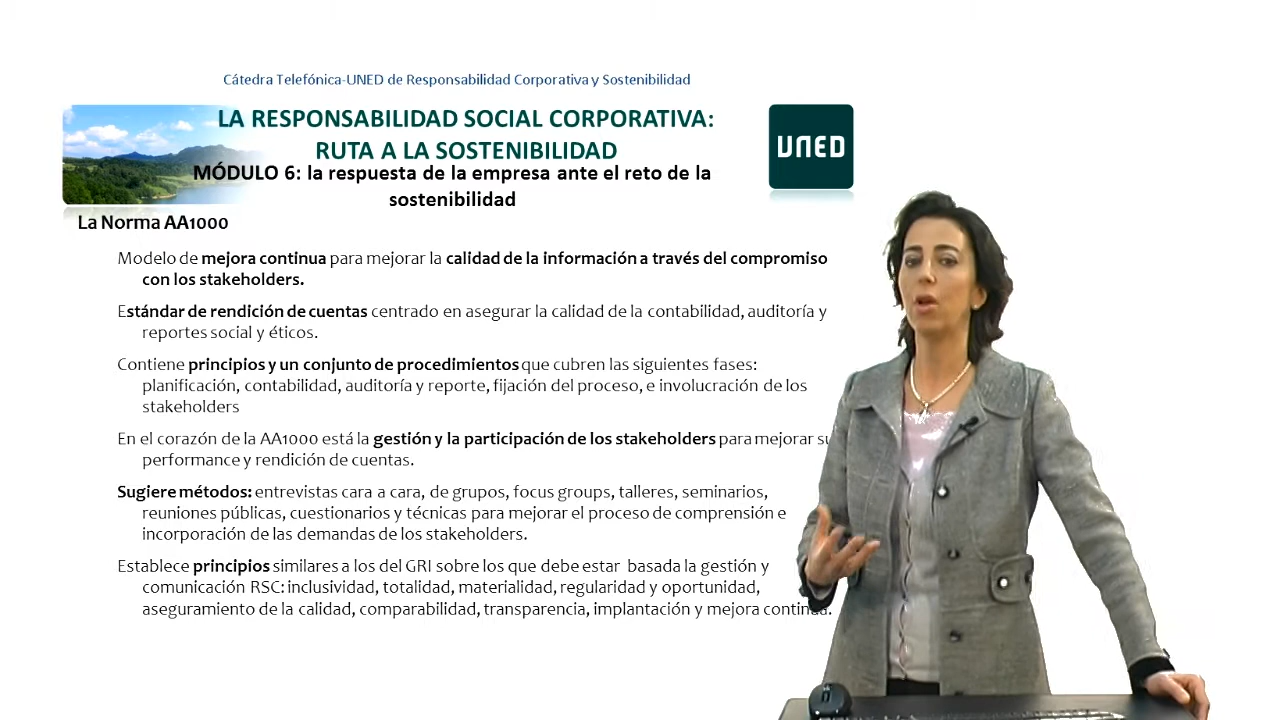 Cátedra Telefónica-UNED de Responsabilidad Corporativa y Sostenibilidad
LA RESPONSABILIDAD SOCIAL CORPORATIVA:
RUTA A LA SOSTENIBILIDAD
UNED
MÓDULO 6: la respuesta de la empresa ante el reto de la
sostenibilidad
La Norma AA1000
Modelo de mejora continua para mejorar la calidad de la información a través del compromiso
con los stakeholders.
Estándar de rendición de cuentas centrado en asegurar la calidad de la contabilidad, auditoría y
reportes social y éticos.
Contiene principios y un conjunto de procedimientos que cubren las siguientes fases:
planificación, contabilidad, auditoría y reporte, fijación del proceso, e involucración de los
stakeholders
En el corazón de la AA1000 está la gestión y la participación de los stakeholders para mejorar su
performance y rendición de cuentas.
Sugiere métodos: entrevistas cara a cara, de grupos, focus groups, talleres, seminarios,
reuniones públicas, cuestionarios y técnicas para mejorar el proceso de comprensión e
incorporación de las demandas de los stakeholders.
Establece principios similares a los del GRI sobre los que debe estar basada la gestión y
comunicación RSC: inclusividad, totalidad, materialidad, regularidad y oportunidad,
aseguramiento de la calidad, comparabilidad, transparencia, implantación y mejora continua.